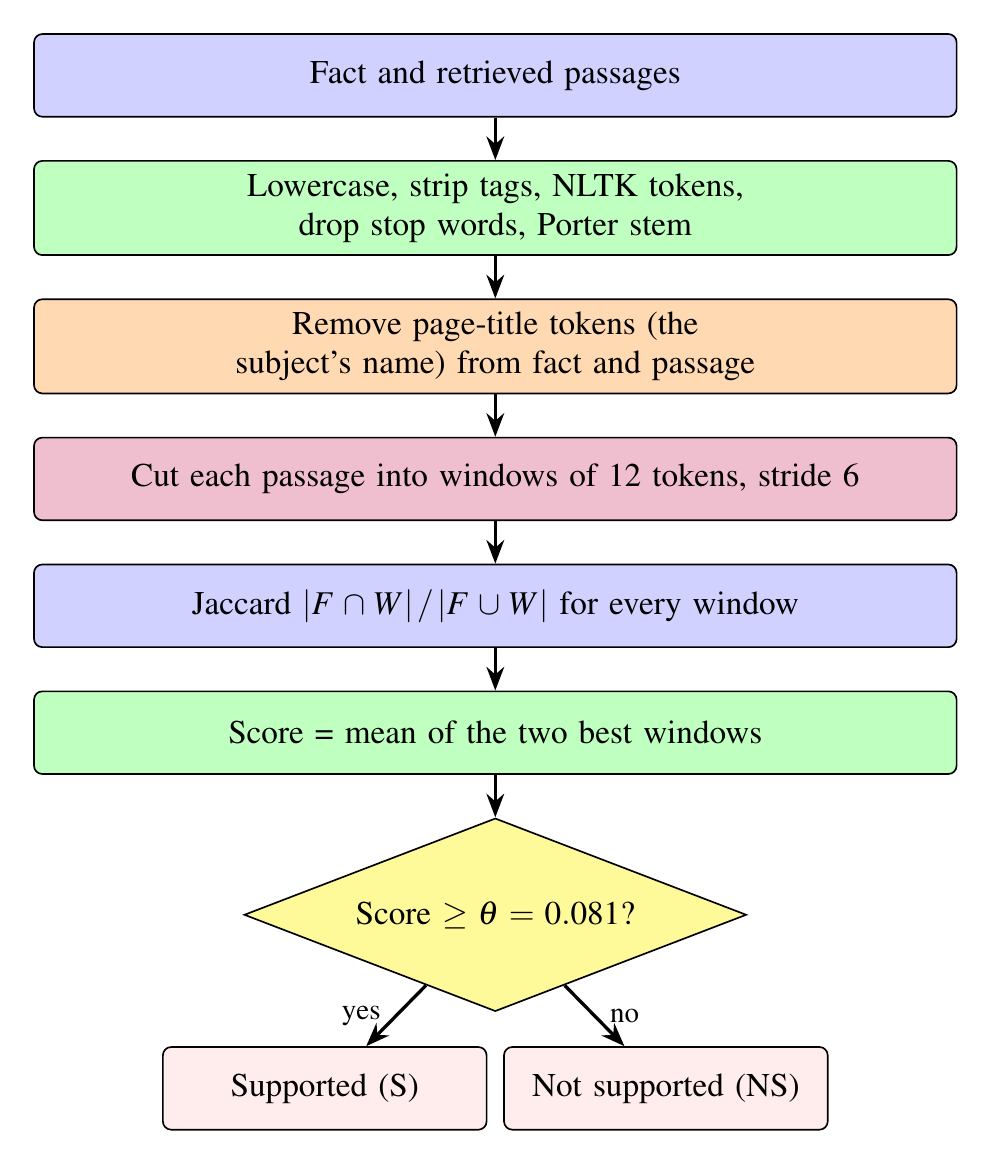 Fact and retrieved passages
Lowercase, strip tags, NLTK tokens,
drop stop words, Porter stem
Remove page-title tokens (the
subject's name) from fact and passage
Cut each passage into windows of 12 tokens, stride 6
Jaccard |F ∩ W|/|F ∪ W| for every window
Score = mean of the two best windows
Score ≥ θ = 0.081?
yes
no
Supported (S)
Not supported (NS)